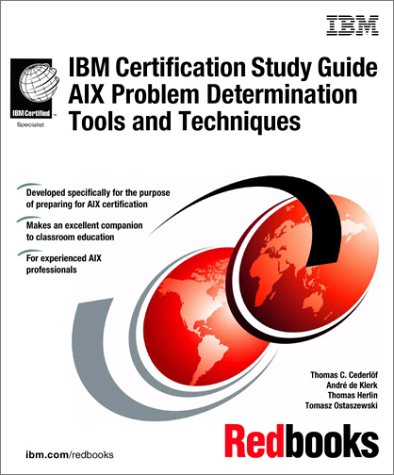 IBM
IBM Certified
Specialist
IBM Certification Study Guide
AIX Problem Determination
Tools and Techniques
Developed specifically for the purpose
of preparing for AIX certification
Makes an excellent companion
to classroom education
For experienced AIX
professionals
Thomas C. Cederlöf
André de Klerk
Thomas Herlin
Tomasz Ostaszewski
ibm.com/redbooks
Redbooks